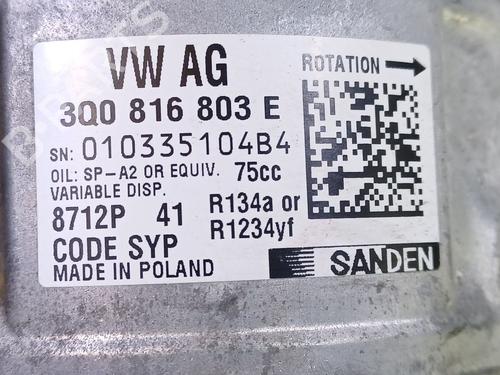 VW AG
ROTATION
3Q0 816 803 E
SN: 010335104B4
OIL: SP-A2 OR EQUIV. 75cc
VARIABLE DISP.
8712P 41 R134a or
R1234yf
CODE SYP
MADE IN POLAND
SANDEN